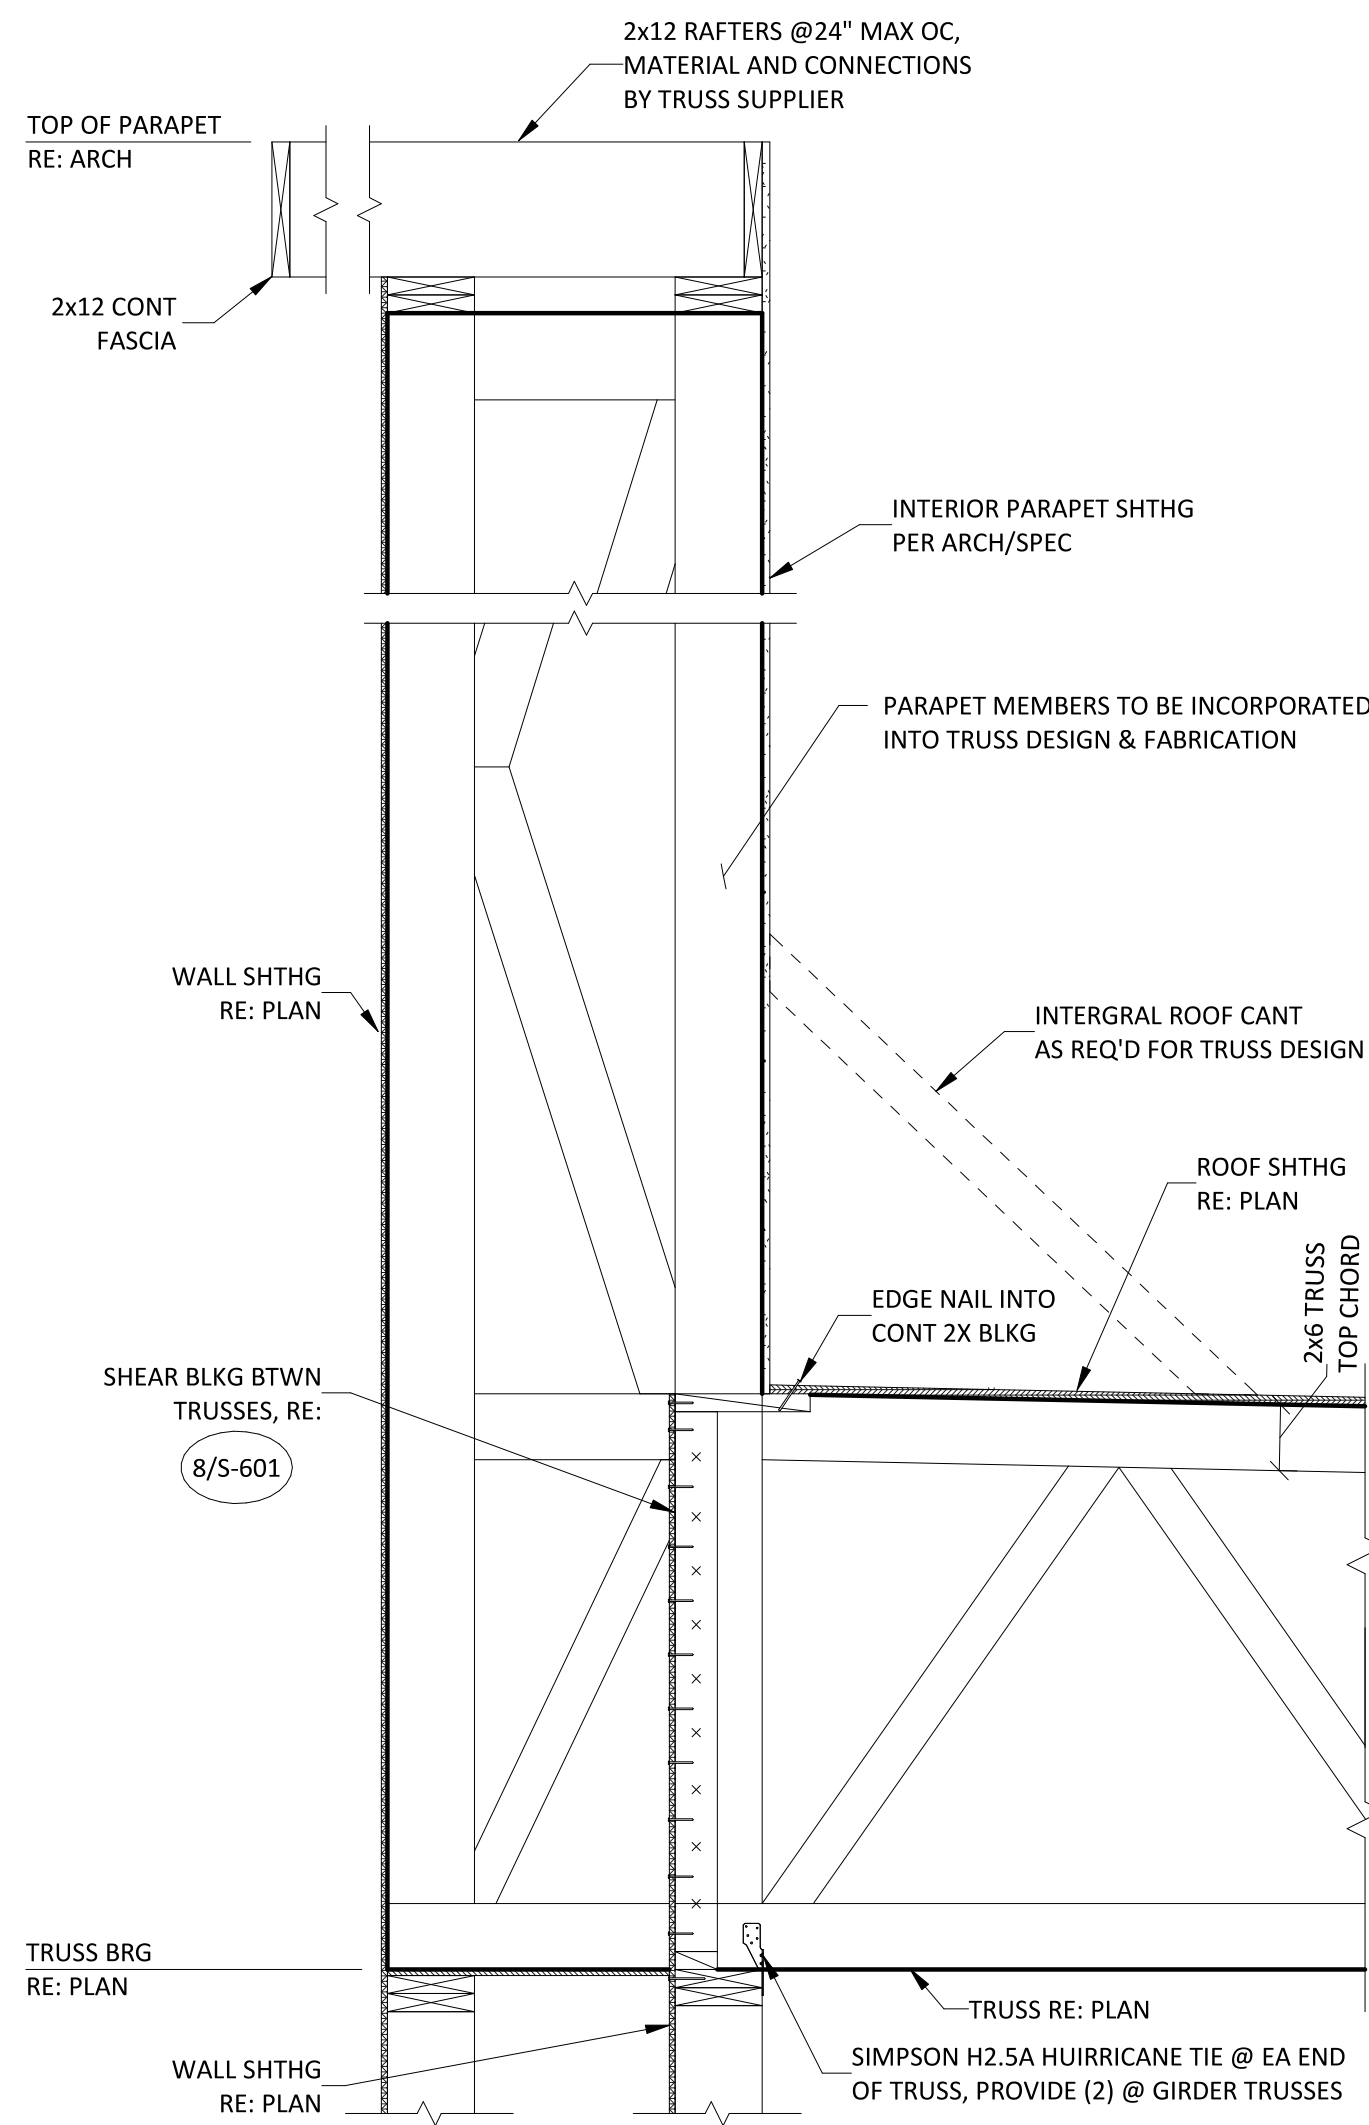 2x12 RAFTERS @24" MAX OC,
MATERIAL AND CONNECTIONS
BY TRUSS SUPPLIER
TOP OF PARAPET
RE: ARCH
2x12 CONT
FASCIA
INTERIOR PARAPET SHTHG
PER ARCH/SPEC
PARAPET MEMBERS TO BE INCORPORATED
INTO TRUSS DESIGN & FABRICATION
WALL SHTHG
RE: PLAN
INTERGRAL ROOF CANT
AS REQ'D FOR TRUSS DESIGN
ROOF SHTHG
RE: PLAN
2x6 TRUSS
TOP CHORD
EDGE NAIL INTO
CONT 2X BLKG
SHEAR BLKG BTWN
TRUSSES, RE:
8/S-601
TRUSS BRG
RE: PLAN
TRUSS RE: PLAN
SIMPSON H2.5A HUIRRICANE TIE @ EA END
OF TRUSS, PROVIDE (2) @ GIRDER TRUSSES
WALL SHTHG
RE: PLAN